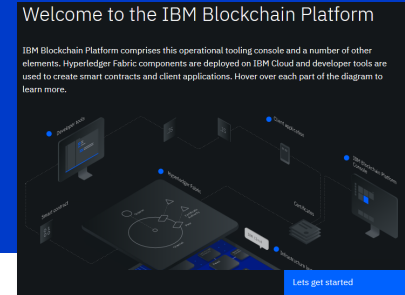 Welcome to the IBM Blockchain Platform
IBM Blockchain Platform comprises this operational tooling console and a number of other
elements. Hyperledger Fabric components are deployed on IBM Cloud and developer tools are
used to create smart contracts and client applications. Hover over each part of the diagram to
learn more.
Developer tools
Client application
IBM Blockchain Platform
Console
Hyperledger Fabric
Smart contract
Certificates
Lets get started